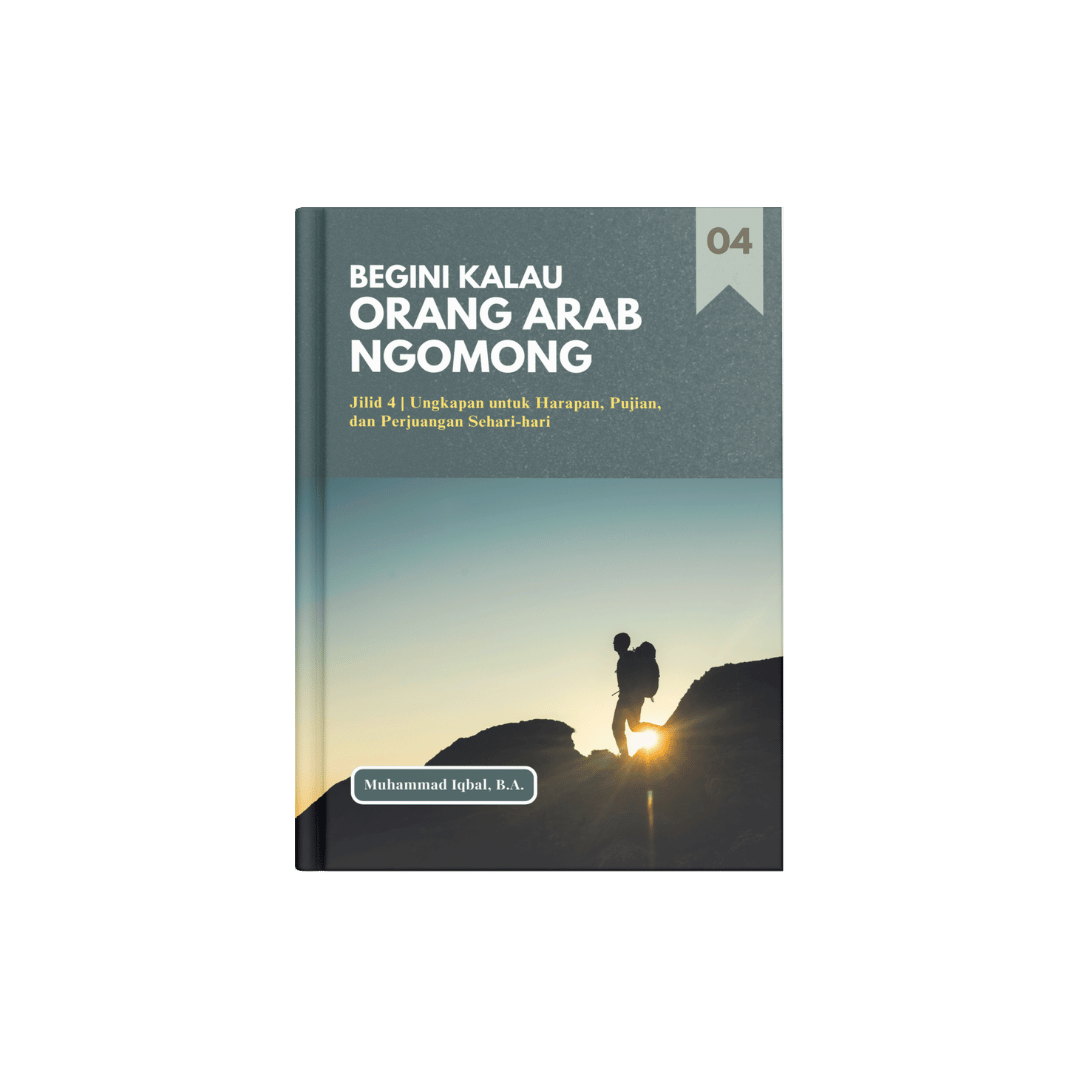 04
BEGINI KALAU
ORANG ARAB
NGOMONG
Jilid 4 | Ungkapan untuk Harapan, Pujian,
dan Perjuangan Sehari-hari
Muhammad Iqbal, B.A.